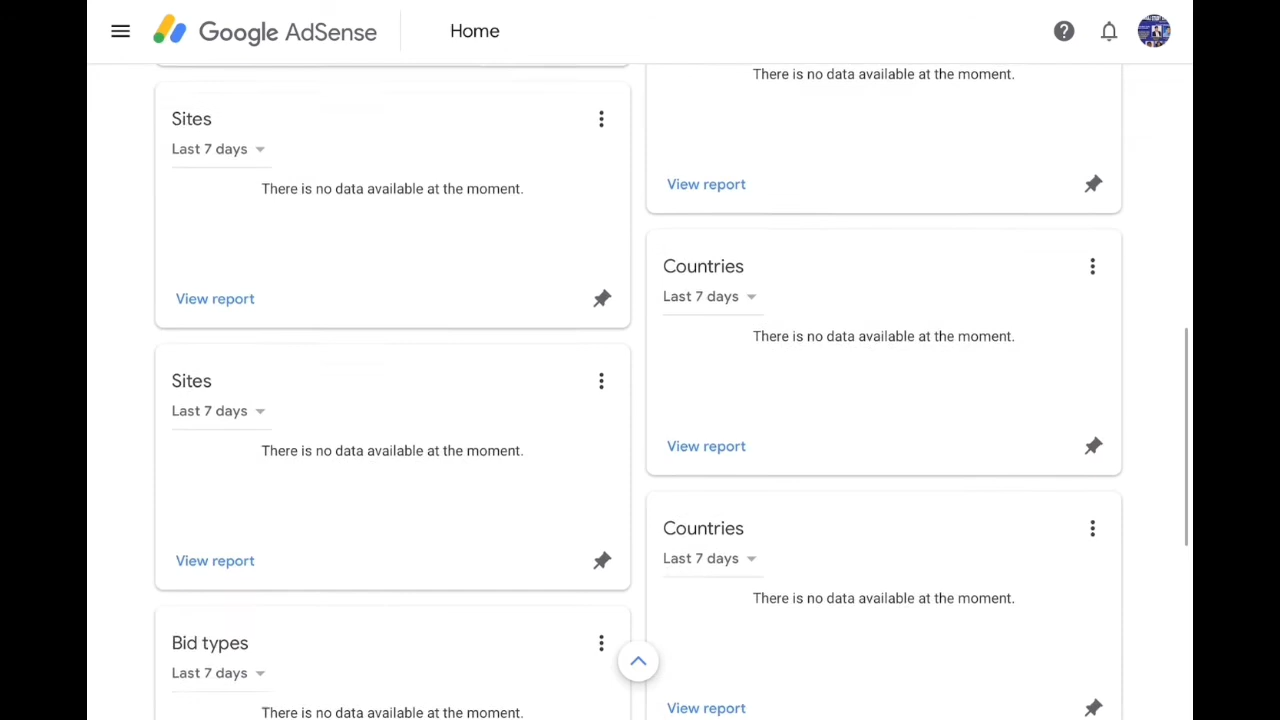 Google AdSense
Home
Sites
Last 7 days
There is no data available at the moment.
View report
Sites
Last 7 days
There is no data available at the moment.
View report
Bid types
Last 7 days
There is no data available at the moment.
There is no data available at the moment.
View report
Countries
Last 7 days
There is no data available at the moment.
View report
Countries
Last 7 days
There is no data available at the moment.
View report